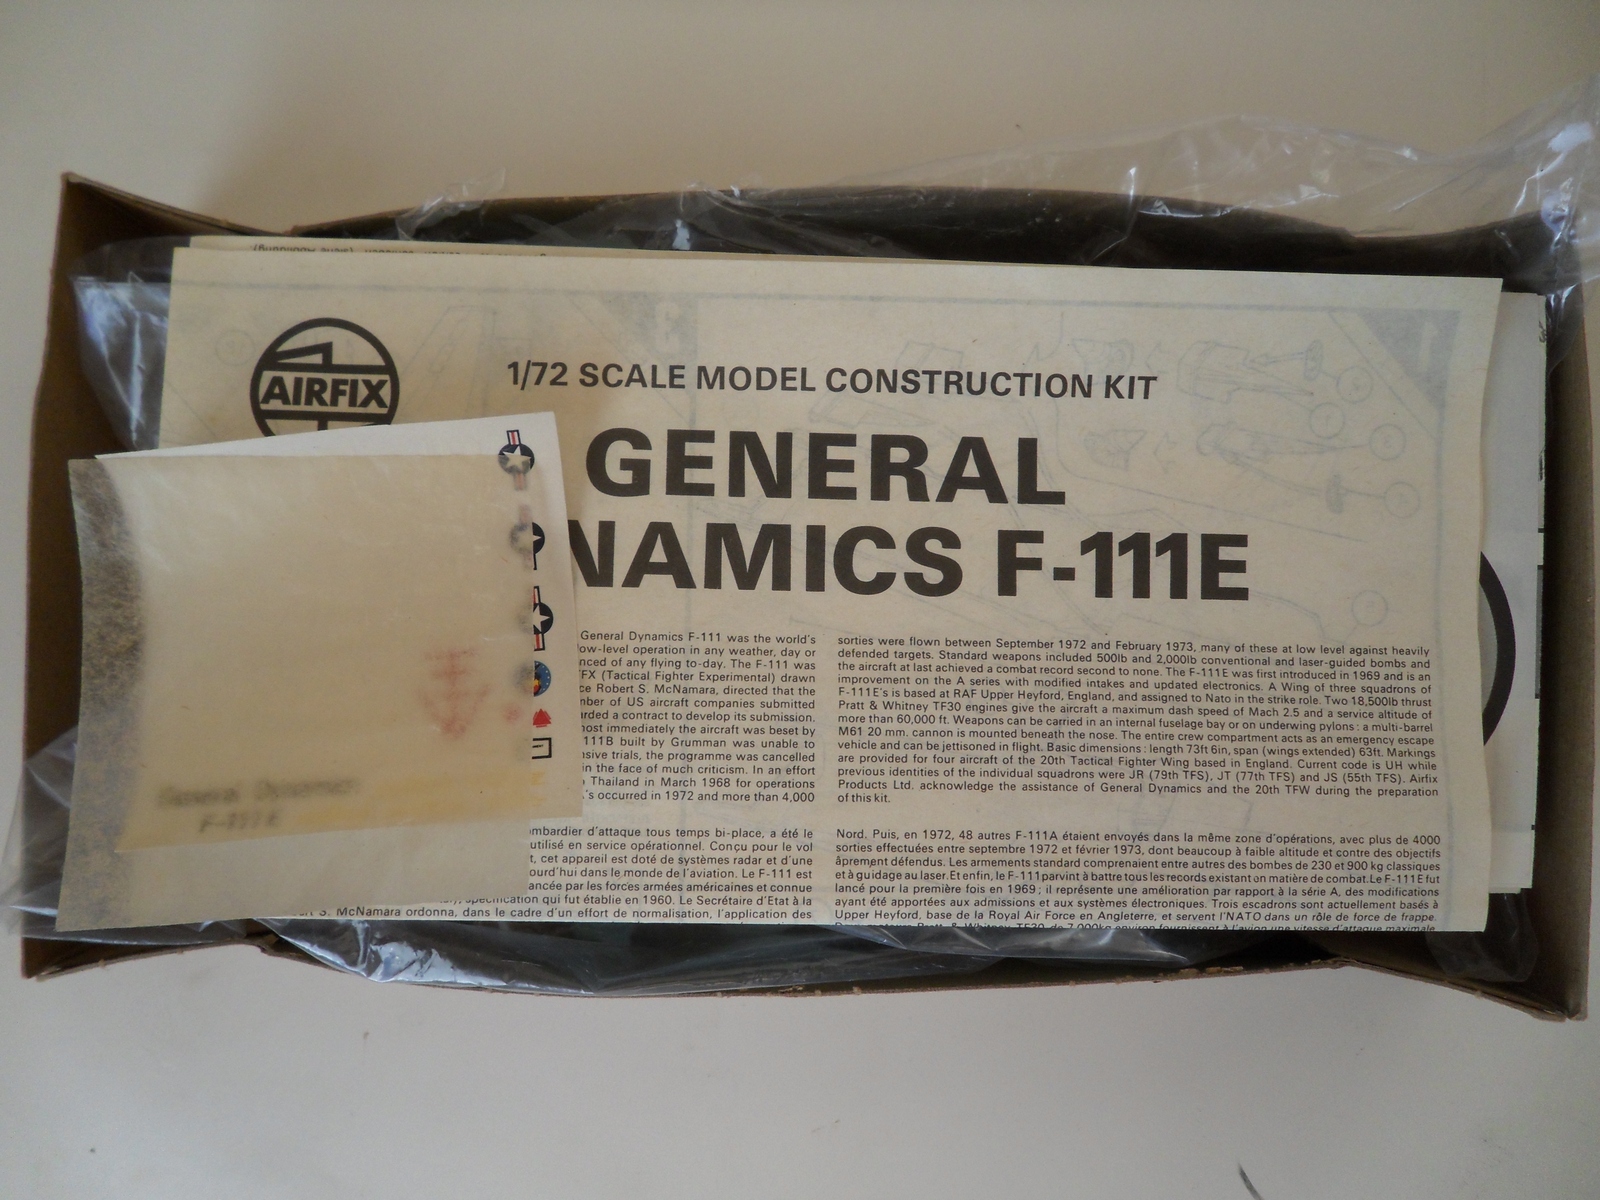 AIRFIX
1/72 SCALE MODEL CONSTRUCTION KIT
GENERAL
NAMICS F-111E
General Dynamics F-111 was the world's
ow-level operation in any weather, day or
nced of any flying to-day. The F-111 was
FX (Tactical Fighter Experimental) drawn
ce Robert S. McNamara, directed that the
mber of US aircraft companies submitted
rded a contract to develop its submission.
ost immediately the aircraft was beset by
111B built by Grumman was unable to
nsive trials, the programme was cancelled
in the face of much criticism. In an effort
Thailand in March 1968 for operations
's occurred in 1972 and more than 4,000
sorties were flown between September 1972 and February 1973, many of these at low level against heavily
defended targets. Standard weapons included 500lb and 2,000lb conventional and laser-guided bombs and
the aircraft at last achieved a combat record second to none. The F-111E was first introduced in 1969 and is an
improvement on the A series with modified intakes and updated electronics. A Wing of three squadrons of
F-111E's is based at RAF Upper Heyford, England, and assigned to Nato in the strike role. Two 18,500lb thrust
Pratt & Whitney TF30 engines give the aircraft a maximum dash speed of Mach 2.5 and a service altitude of
more than 60,000 ft. Weapons can be carried in an internal fuselage bay or on underwing pylons : a multi-barrel
M61 20 mm. cannon is mounted beneath the nose. The entire crew compartment acts as an emergency escape
vehicle and can be jettisoned in flight. Basic dimensions : length 73ft 6in, span (wings extended) 63ft. Markings
are provided for four aircraft of the 20th Tactical Fighter Wing based in England. Current code is UH while
previous identities of the individual squadrons were JR (79th TFS), JT (77th TFS) and JS (55th TFS). Airfix
Products Ltd. acknowledge the assistance of General Dynamics and the 20th TFW during the preparation
of this kit.
ombardier d'attaque tous temps bi-place, a été le
utilisé en service opérationnel. Conçu pour le vol
t, cet appareil est doté de systèmes radar et d'une
ourd'hui dans le monde de l'aviation. Le F-111 est
ancée par les forces armées américaines et connue
spécification qui fut établie en 1960. Le Secrétaire d'Etat à la
S. McNamara ordonna, dans le cadre d'un effort de normalisation, l'application des
Nord. Puis, en 1972, 48 autres F-111A étaient envoyés dans la même zone d'opérations, avec plus de 4000
sorties effectuées entre septembre 1972 et février 1973, dont beaucoup à faible altitude et contre des objectifs
âprement défendus. Les armements standard comprenaient entre autres des bombes de 230 et 900 kg classiques
et à guidage au laser. Et enfin, le F-111 parvint à battre tous les records existant en matière de combat. Le F-111E fut
lancé pour la première fois en 1969 ; il représente une amélioration par rapport à la série A, des modifications
ayant été apportées aux admissions et aux systèmes électroniques. Trois escadrons sont actuellement basés à
Upper Heyford, base de la Royal Air Force en Angleterre, et servent l'NATO dans un rôle de force de frappe.
General Dynamics
F-111E